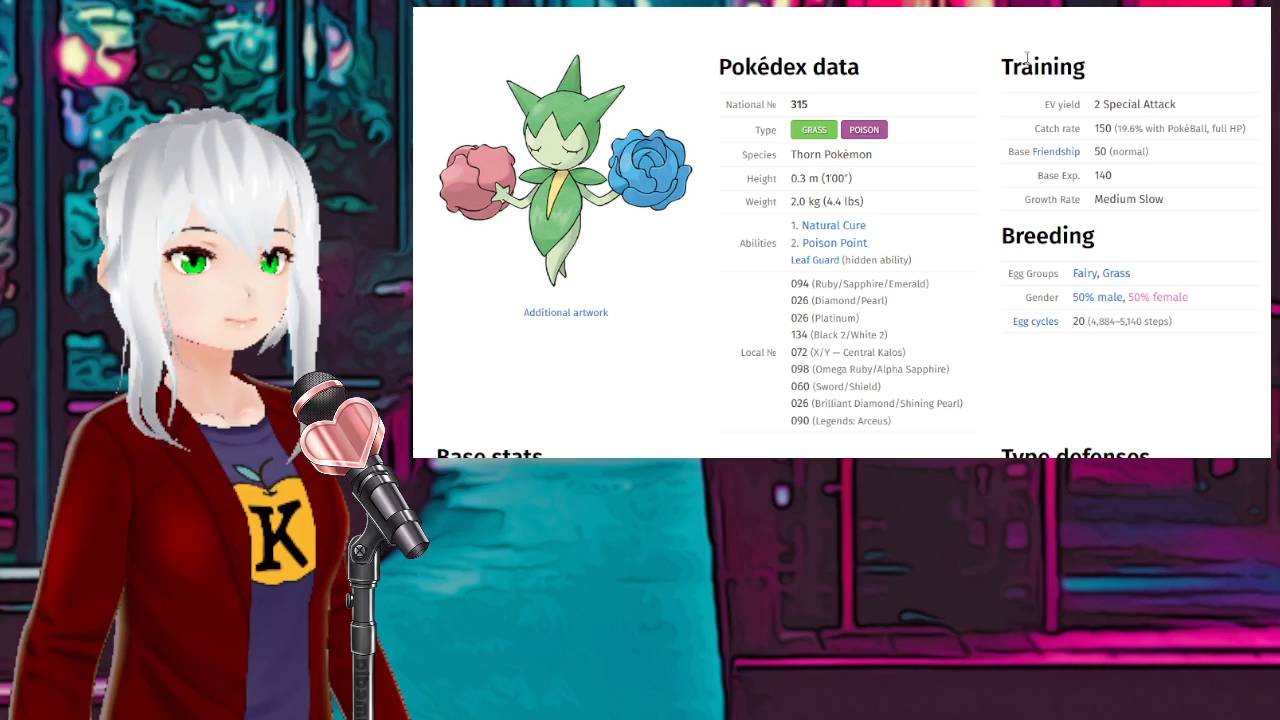 Pokédex data
National № 315
Type GRASS POISON
Species Thorn Pokémon
Height 0.3 m (1′00″)
Weight 2.0 kg (4.4 lbs)
Abilities 1. Natural Cure
2. Poison Point
Leaf Guard (hidden ability)
Local № 094 (Ruby/Sapphire/Emerald)
026 (Diamond/Pearl)
026 (Platinum)
134 (Black 2/White 2)
072 (X/Y — Central Kalos)
098 (Omega Ruby/Alpha Sapphire)
060 (Sword/Shield)
026 (Brilliant Diamond/Shining Pearl)
090 (Legends: Arceus)
Training
EV yield 2 Special Attack
Catch rate 150 (19.6% with PokéBall, full HP)
Base Friendship 50 (normal)
Base Exp. 140
Growth Rate Medium Slow
Breeding
Egg Groups Fairy, Grass
Gender 50% male, 50% female
Egg cycles 20 (4,884–5,140 steps)
Additional artwork
Base stats
Type defenses
K